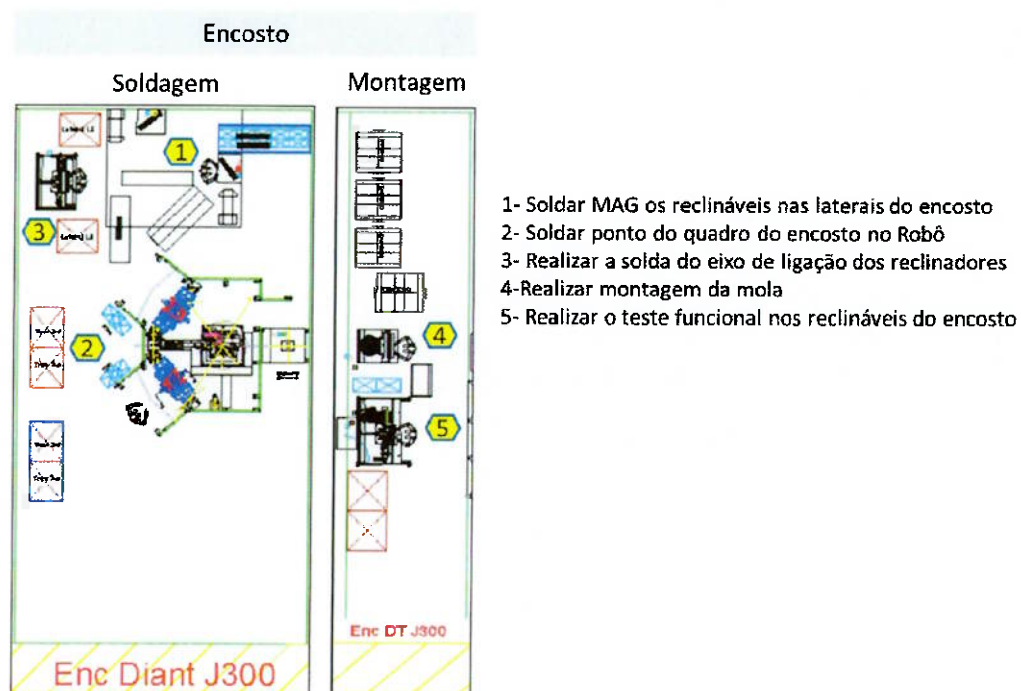 Encosto
Soldagem
Montagem
1
3
2
4
5
Enc DT J300
Enc Diant J300
1- Soldar MAG os reclináveis nas laterais do encosto
2- Soldar ponto do quadro do encosto no Robô
3- Realizar a solda do eixo de ligação dos reclinadores
4-Realizar montagem da mola
5- Realizar o teste funcional nos reclináveis do encosto